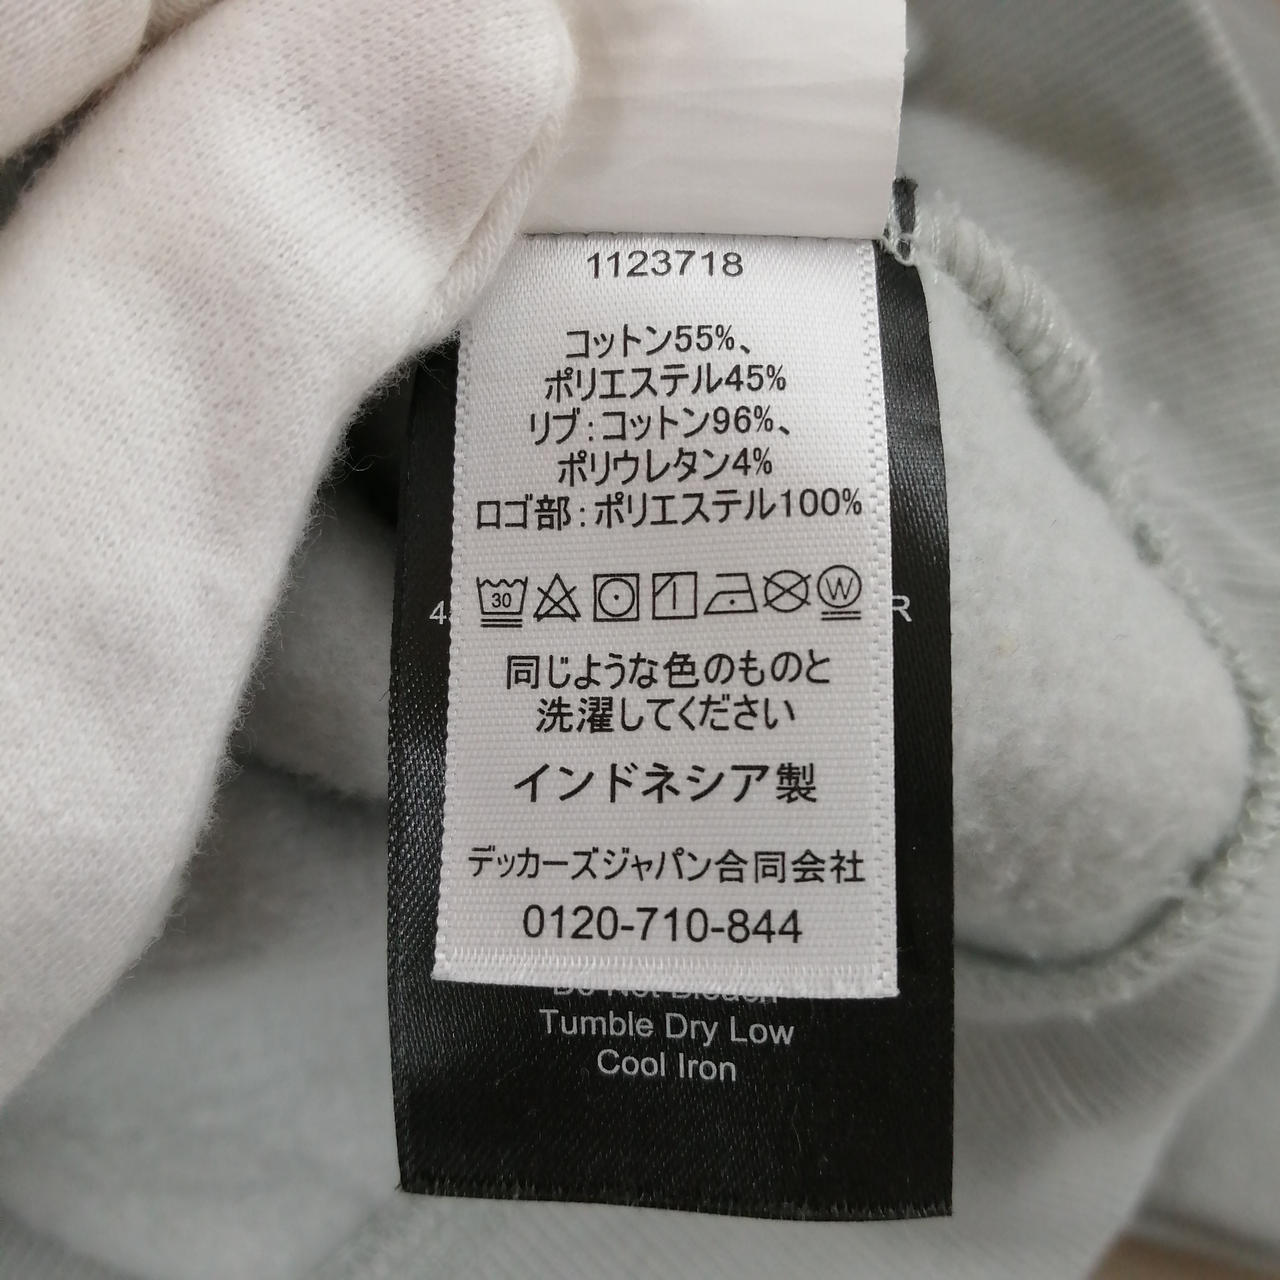 1123718
コットン55%、
ポリエステル45%
リブ：コットン96%、
ポリウレタン4%
ロゴ部：ポリエステル100%
30
W
同じような色のものと
洗濯してください
インドネシア製
デッカーズジャパン合同会社
0120-710-844
Do Not Bleach
Tumble Dry Low
Cool Iron